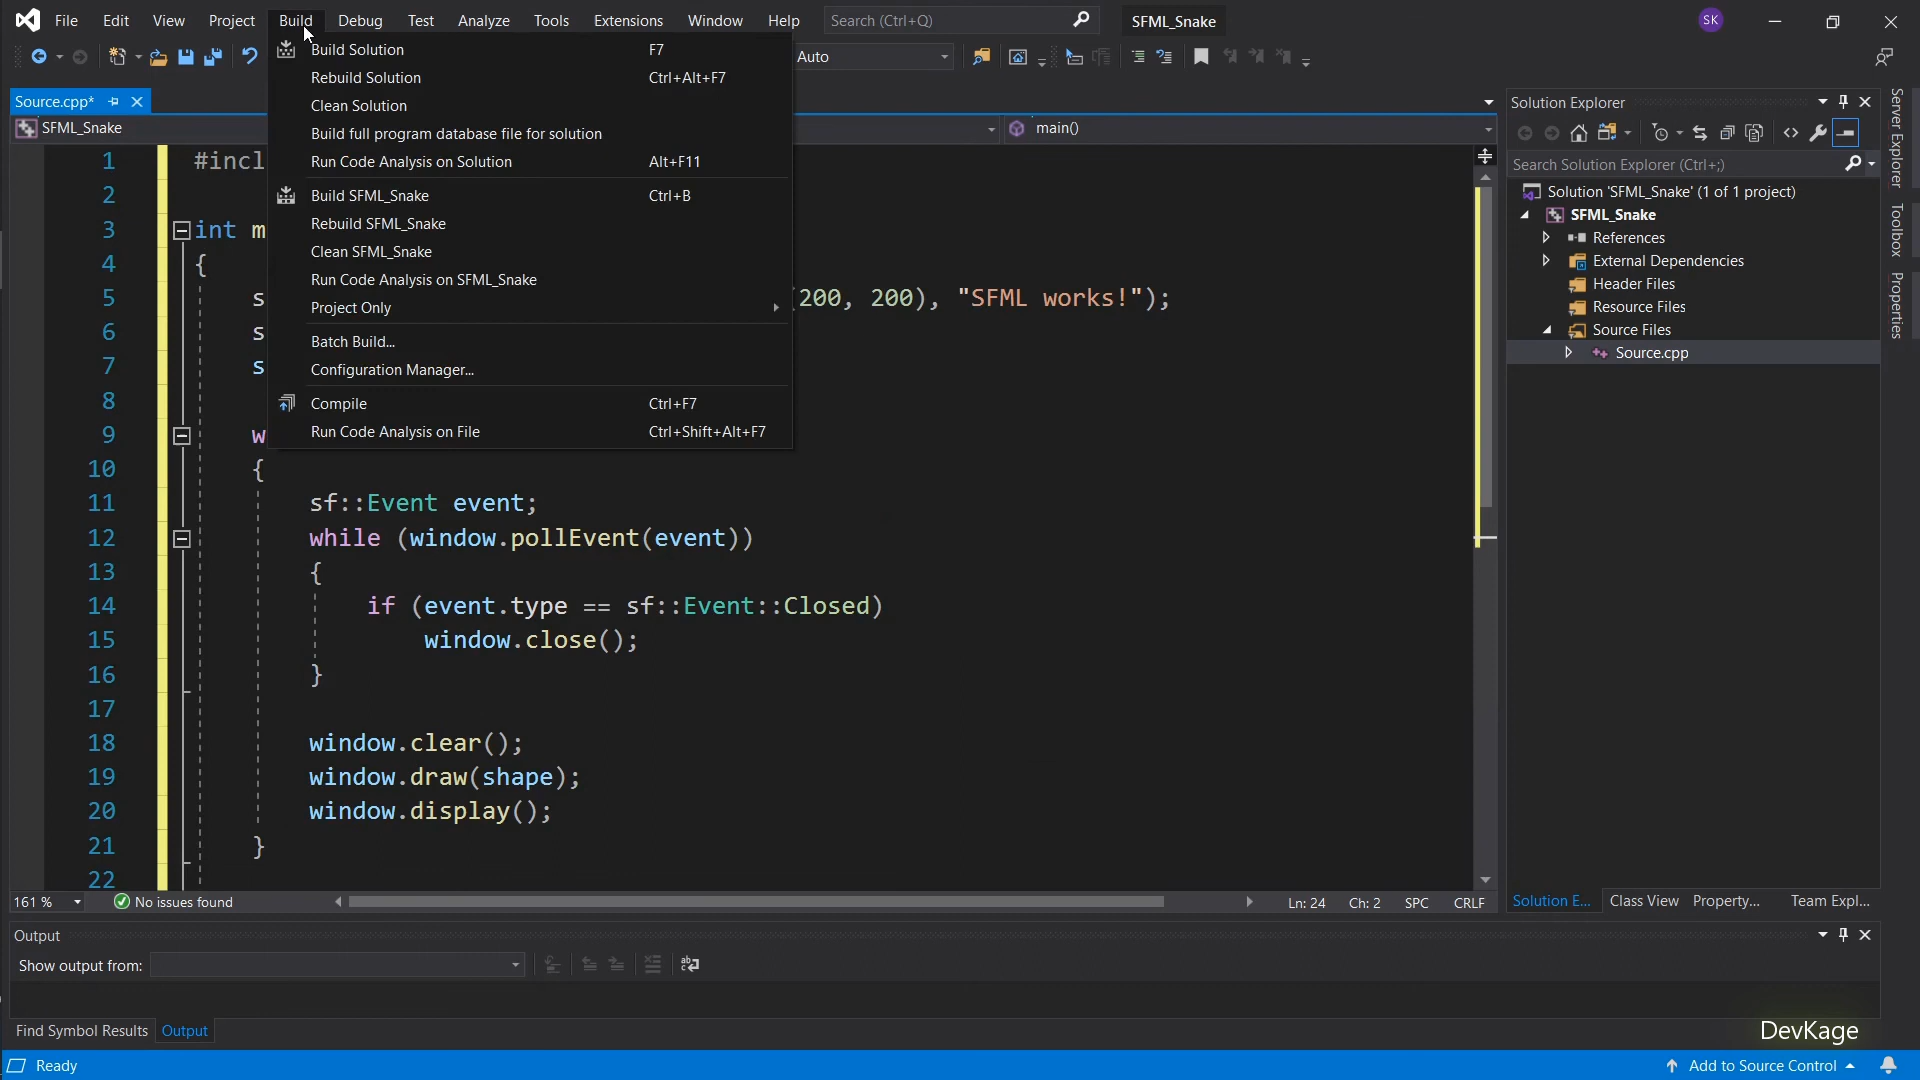 File Edit View Project Build Debug Test Analyze Tools Extensions Window Help Search (Ctrl+Q) SFML_Snake SK
Auto
Build Solution F7
Rebuild Solution Ctrl+Alt+F7
Clean Solution
Build full program database file for solution
Run Code Analysis on Solution Alt+F11
Build SFML_Snake Ctrl+B
Rebuild SFML_Snake
Clean SFML_Snake
Run Code Analysis on SFML_Snake
Project Only
Batch Build...
Configuration Manager...
Compile Ctrl+F7
Run Code Analysis on File Ctrl+Shift+Alt+F7
Source.cpp*
SFML_Snake main()
1 #incl
2
3 int m
4 {
5 s (200, 200), "SFML works!");
6 s
7 s
8
9 w
10 {
11 sf::Event event;
12 while (window.pollEvent(event))
13 {
14 if (event.type == sf::Event::Closed)
15 window.close();
16 }
17
18 window.clear();
19 window.draw(shape);
20 window.display();
21 }
22
161 % No issues found Ln: 24 Ch: 2 SPC CRLF
Solution Explorer
Search Solution Explorer (Ctrl+;)
Solution 'SFML_Snake' (1 of 1 project)
SFML_Snake
References
External Dependencies
Header Files
Resource Files
Source Files
Source.cpp
Solution E... Class View Property... Team Expl...
Server Explorer
Toolbox
Properties
Output
Show output from:
Find Symbol Results Output
DevKage
Ready Add to Source Control